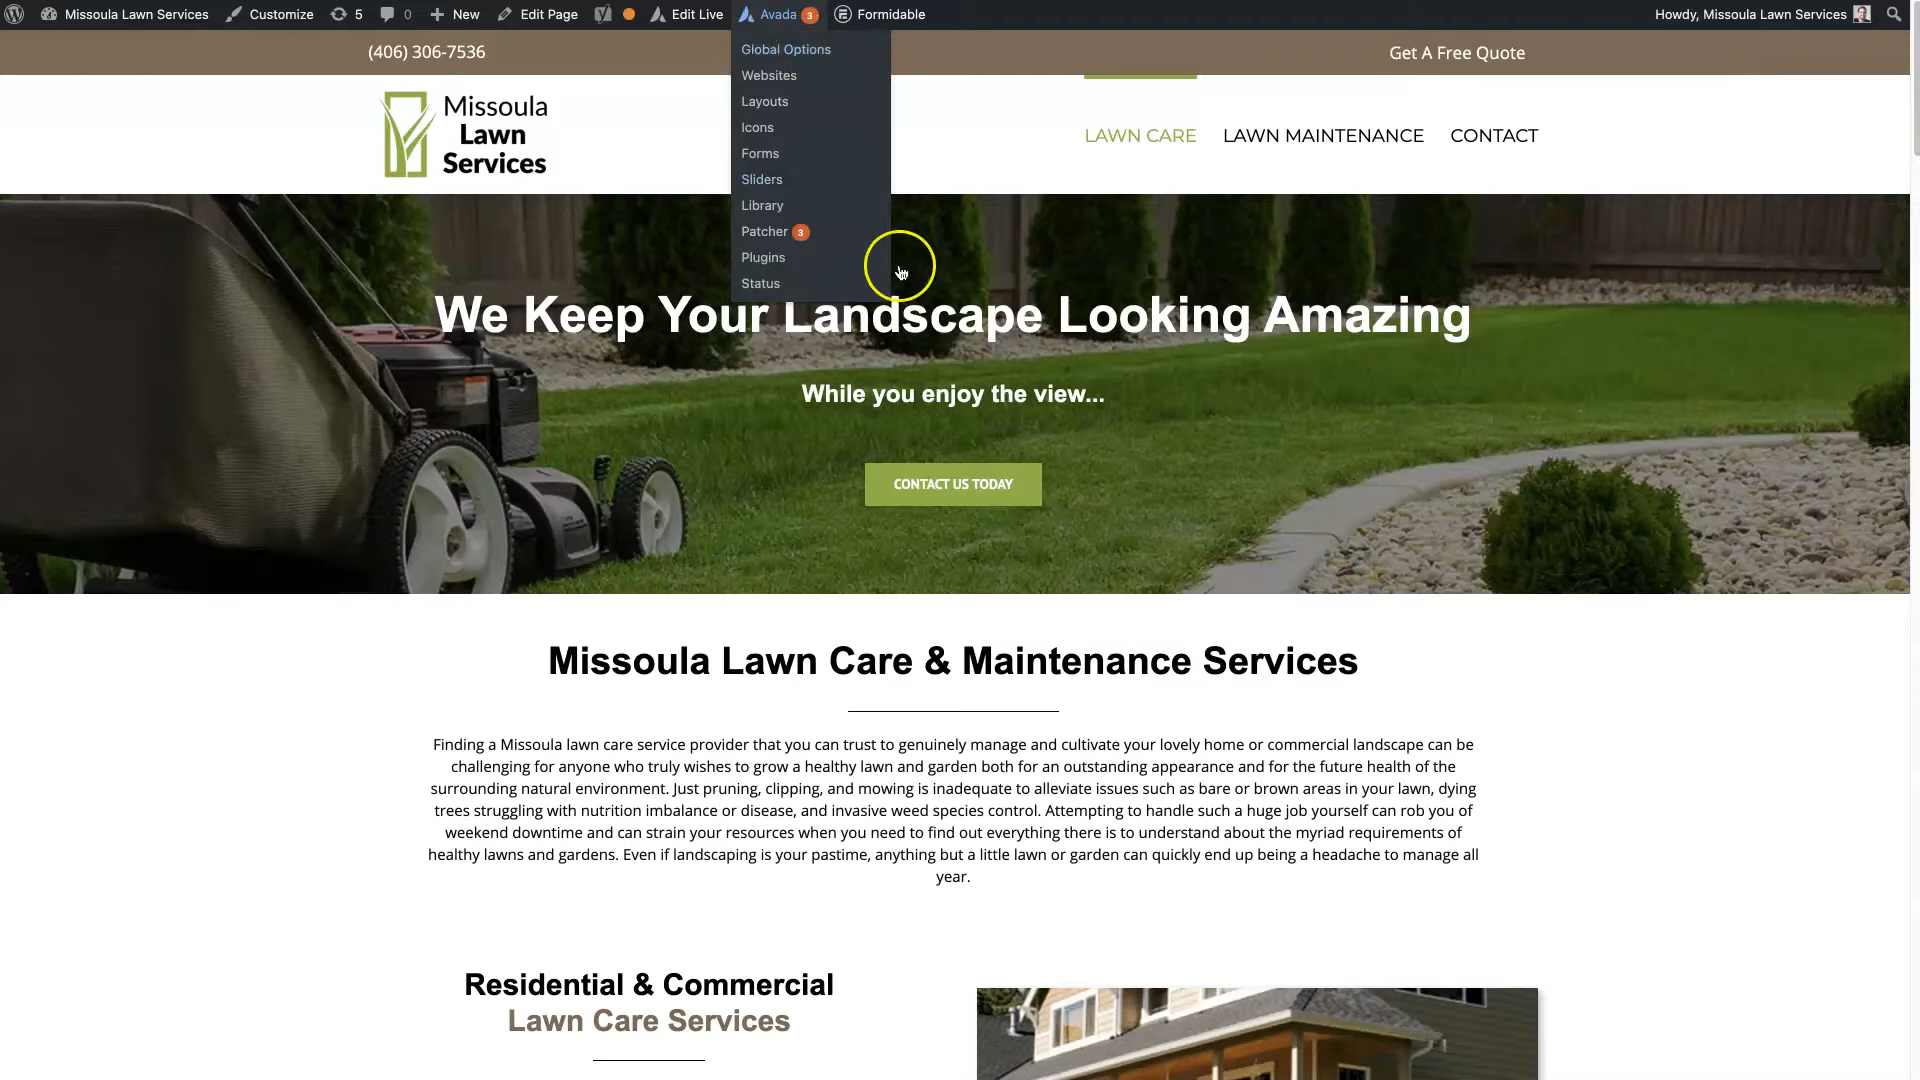 Missoula Lawn Services Customize 5 0 New Edit Page Edit Live Avada 3 Formidable Howdy, Missoula Lawn Services
(406) 306-7536
Get A Free Quote
Global Options
Websites
Layouts
Icons
Forms
Sliders
Library
Patcher 3
Plugins
Status
Missoula
Lawn
Services
LAWN CARE LAWN MAINTENANCE CONTACT
We Keep Your Landscape Looking Amazing
While you enjoy the view...
CONTACT US TODAY
Missoula Lawn Care & Maintenance Services
Finding a Missoula lawn care service provider that you can trust to genuinely manage and cultivate your lovely home or commercial landscape can be
challenging for anyone who truly wishes to grow a healthy lawn and garden both for an outstanding appearance and for the future health of the
surrounding natural environment. Just pruning, clipping, and mowing is inadequate to alleviate issues such as bare or brown areas in your lawn, dying
trees struggling with nutrition imbalance or disease, and invasive weed species control. Attempting to handle such a huge job yourself can rob you of
weekend downtime and can strain your resources when you need to find out everything there is to understand about the myriad requirements of
healthy lawns and gardens. Even if landscaping is your pastime, anything but a little lawn or garden can quickly end up being a headache to manage all
year.
Residential & Commercial
Lawn Care Services